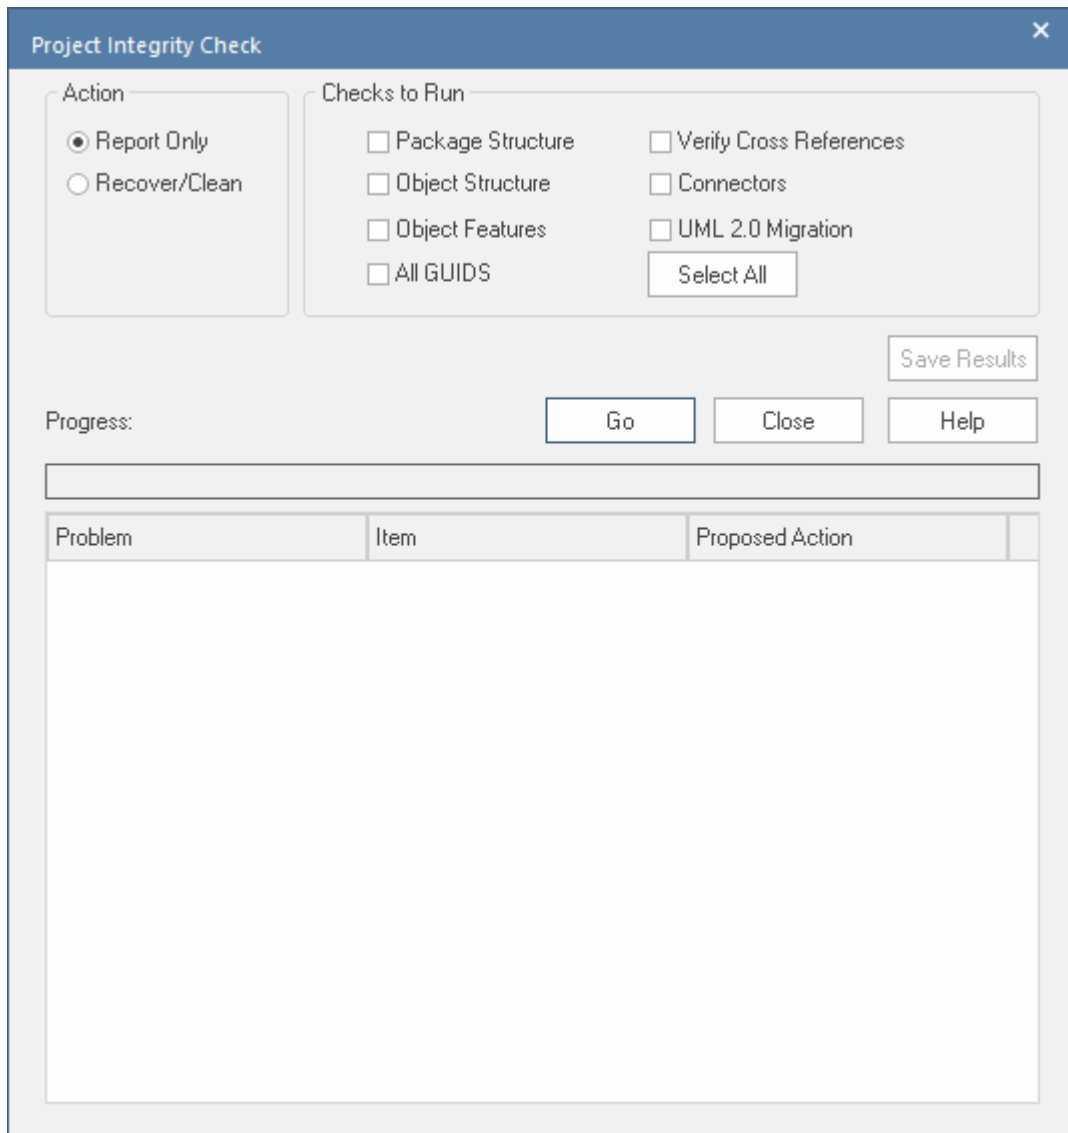 Project Integrity Check
Action
Report Only
Recover/Clean
Checks to Run
Package Structure
Verify Cross References
Object Structure
Connectors
Object Features
UML 2.0 Migration
All GUIDS
Select All
Save Results
Progress:
Go
Close
Help
Problem
Item
Proposed Action